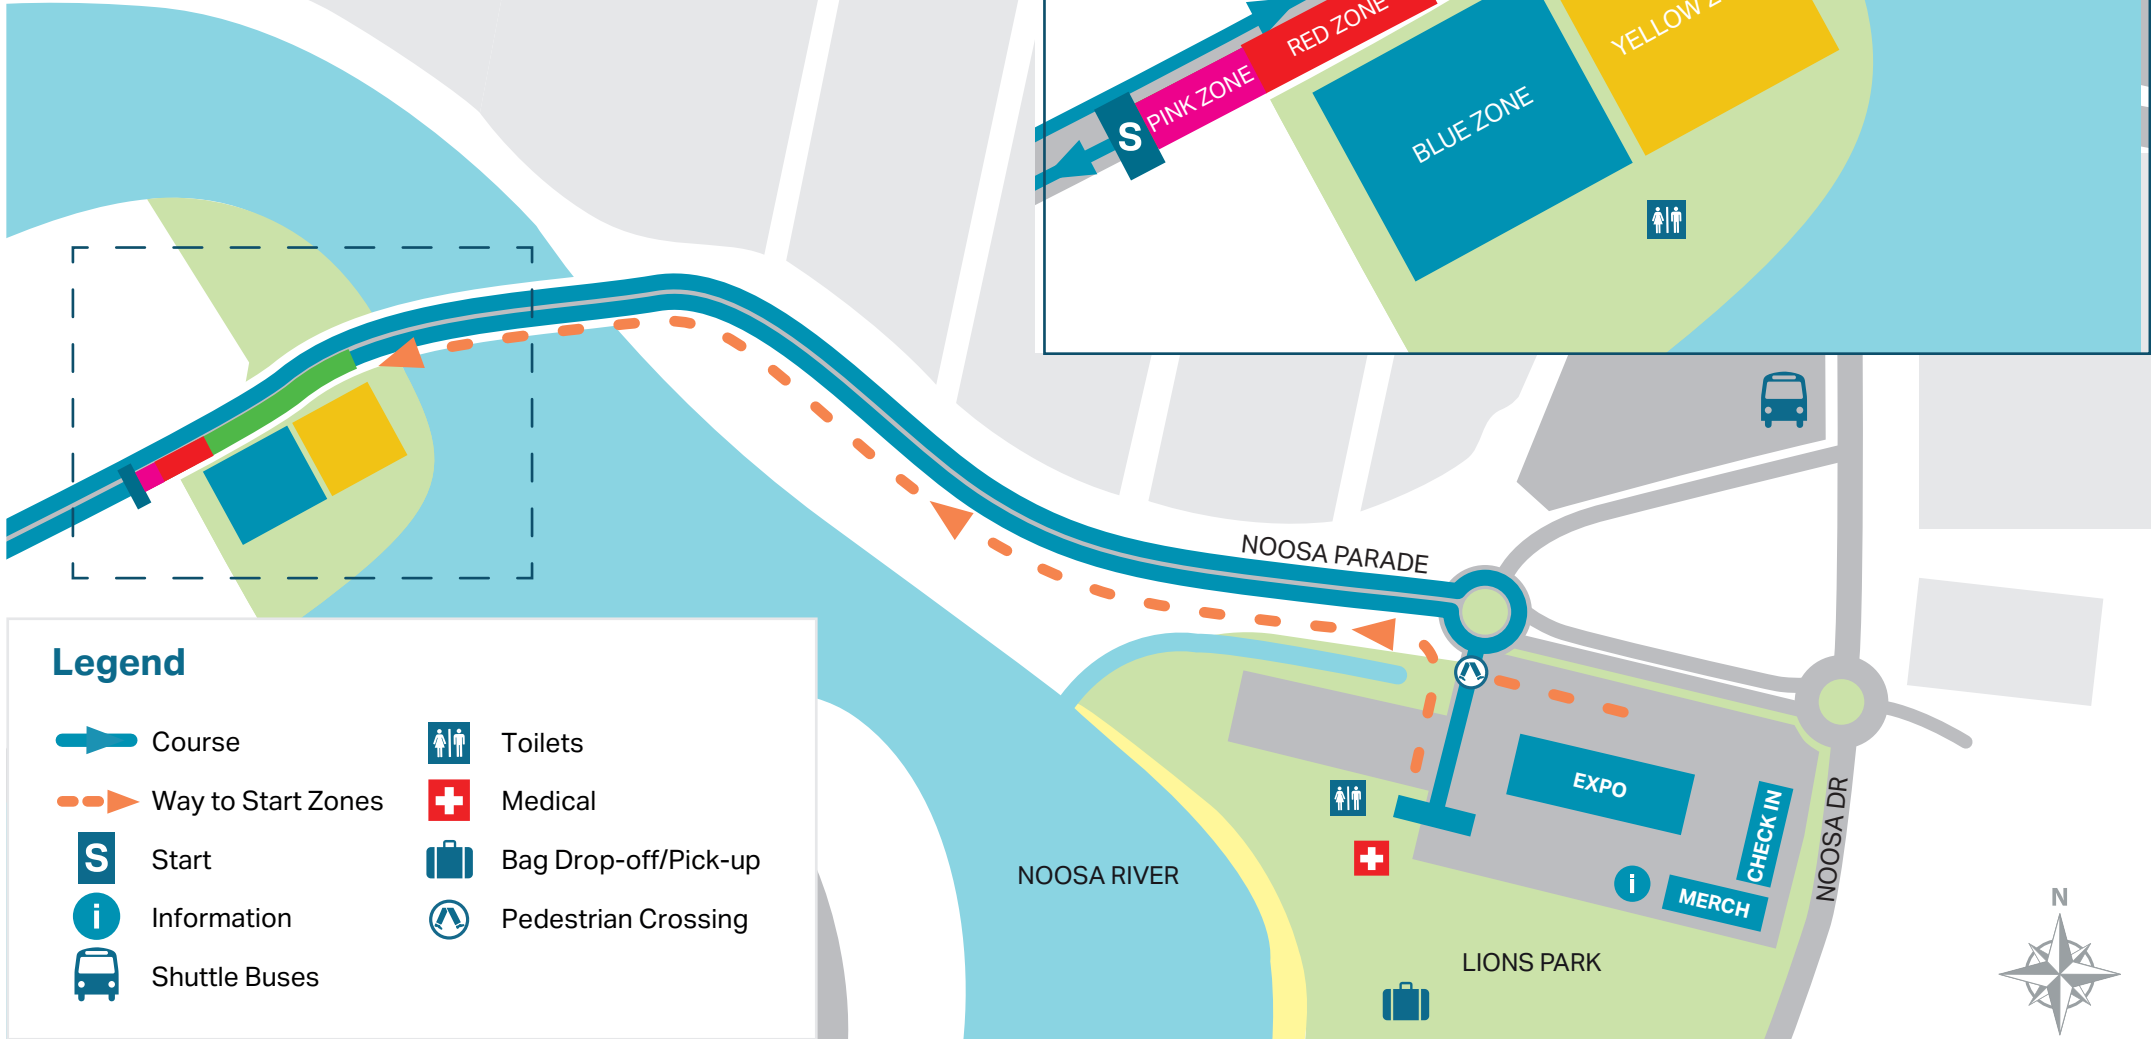 RED ZONE
YELLOW
PINK ZONE
S
BLUE ZONE
NOOSA PARADE
Legend
Course
Way to Start Zones
S
Start
i
Information
Shuttle Buses
Toilets
Medical
Bag Drop-off/Pick-up
Pedestrian Crossing
EXPO
CHECK IN
i
MERCH
NOOSA DR
NOOSA RIVER
LIONS PARK
N